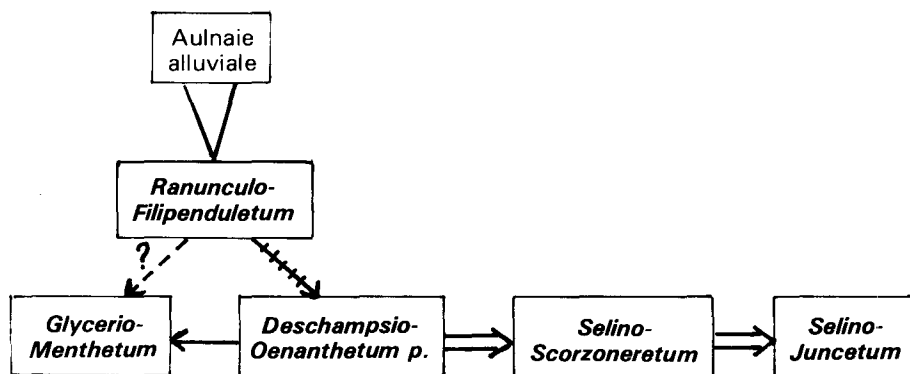 Aulnaie
alluviale
Ranunculo-
Filipenduletum
?
Glycerio-
Menthetum
Deschampsio-
Oenanthetum p.
Selino-
Scorzoneretum
Selino-
Juncetum